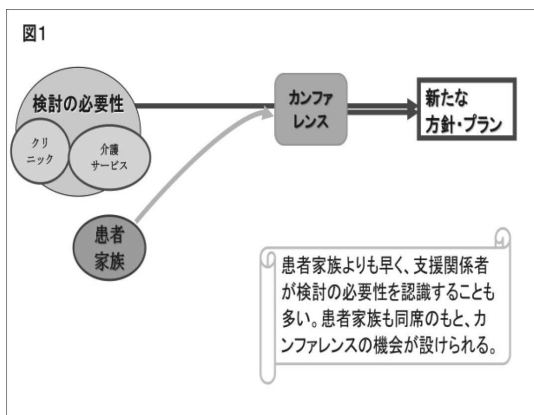 図1
検討の必要性
クリ
ニック
介護
サービス
患者
家族
カンファ
レンス
新たな
方針・プラン
患者家族よりも早く、支援関係者
が検討の必要性を認識することも
多い。患者家族も同席のもと、カ
ンファレンスの機会が設けられる。